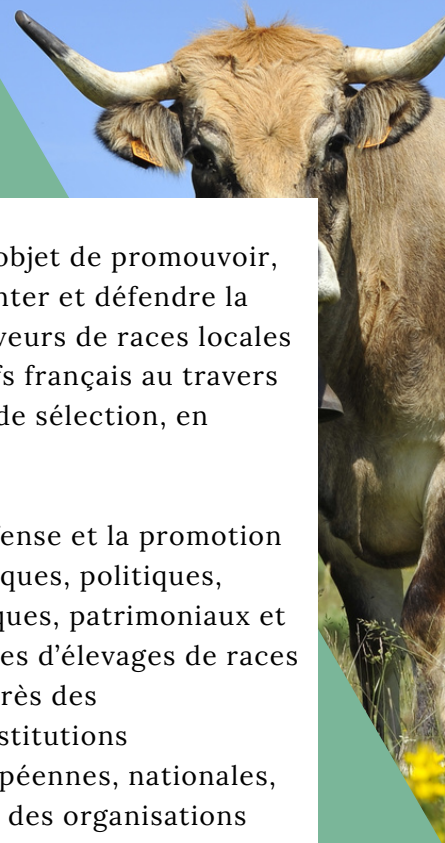 objet de promouvoir,
nter et défendre la
veurs de races locales
fs français au travers
de sélection, en
ense et la promotion
ques, politiques,
ques, patrimoniaux et
es d’élevages de races
rès des
stitutions
péennes, nationales,
des organisations